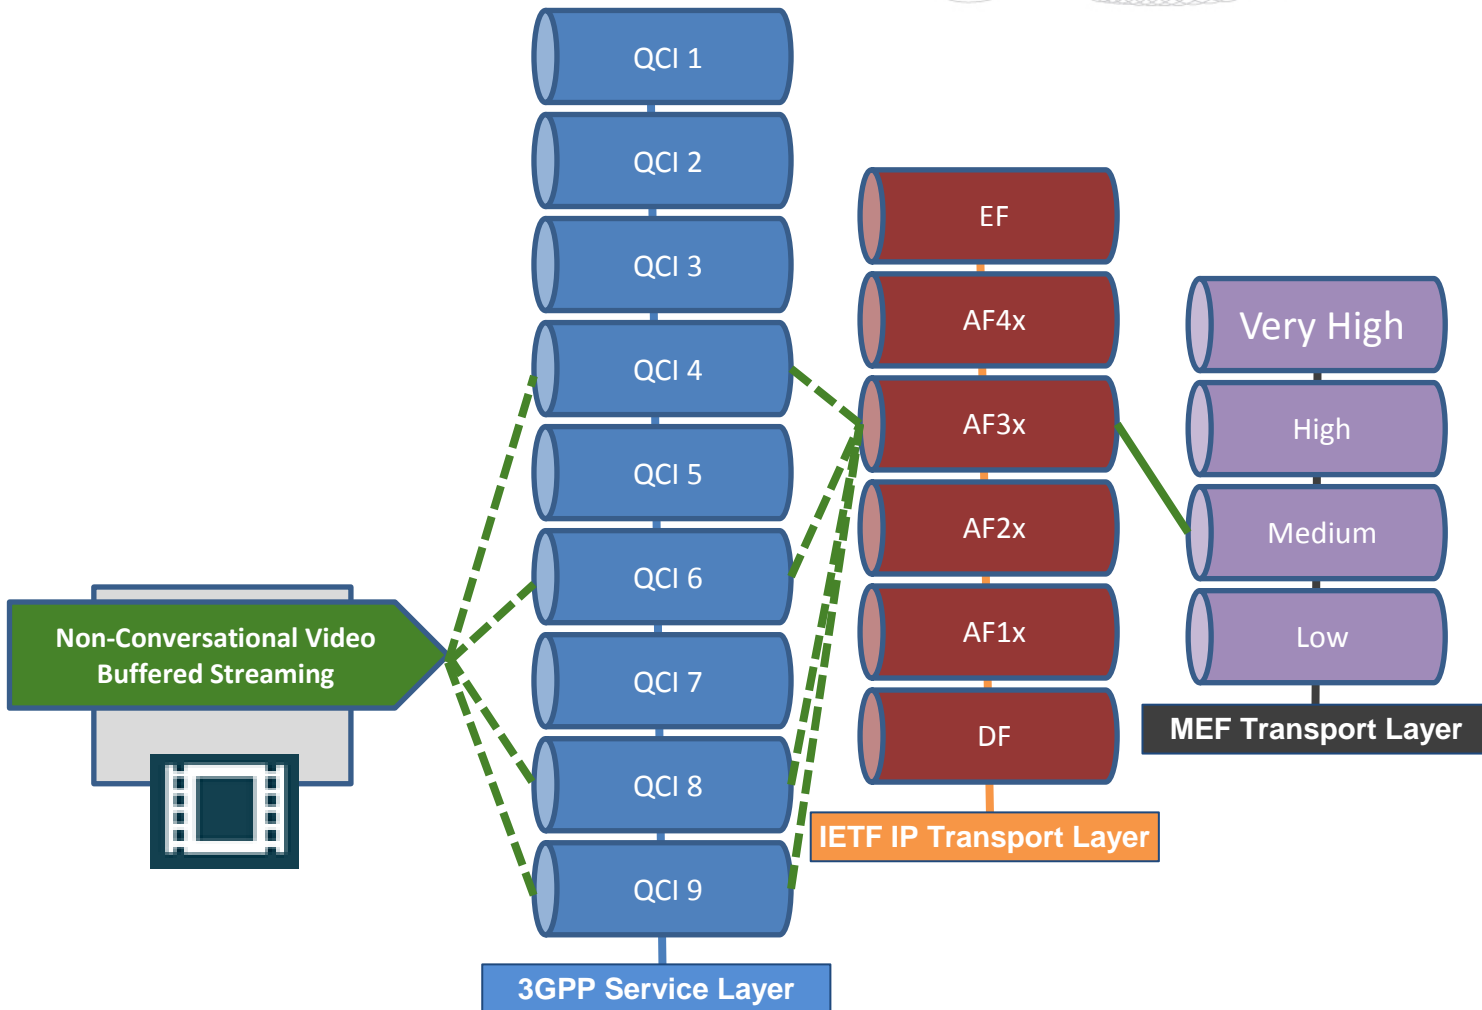 Non-Conversational Video
Buffered Streaming
QCI 1
QCI 2
QCI 3
QCI 4
QCI 5
QCI 6
QCI 7
QCI 8
QCI 9
3GPP Service Layer
EF
AF4x
AF3x
AF2x
AF1x
DF
IETF IP Transport Layer
Very High
High
Medium
Low
MEF Transport Layer